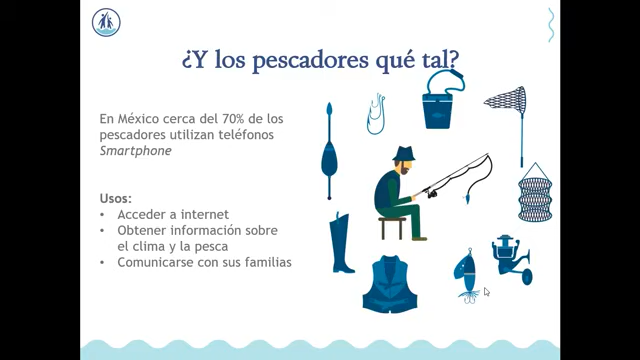 ¿Y los pescadores qué tal?
En México cerca del 70% de los
pescadores utilizan teléfonos
Smartphone
Usos:
• Acceder a internet
• Obtener información sobre
el clima y la pesca
• Comunicarse con sus familias